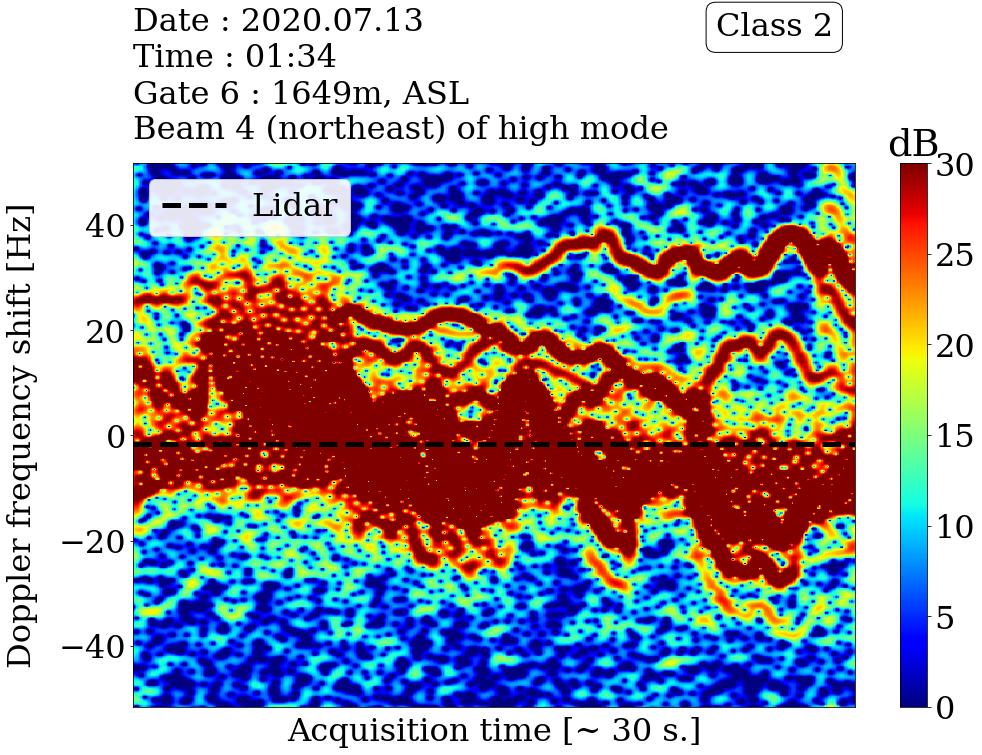 Date : 2020.07.13
Time : 01:34
Gate 6 : 1649m, ASL
Beam 4 (northeast) of high mode
Class 2
dB
Lidar
Doppler frequency shift [Hz]
40
20
0
−20
−40
30
25
20
15
10
5
0
Acquisition time [~ 30 s.]